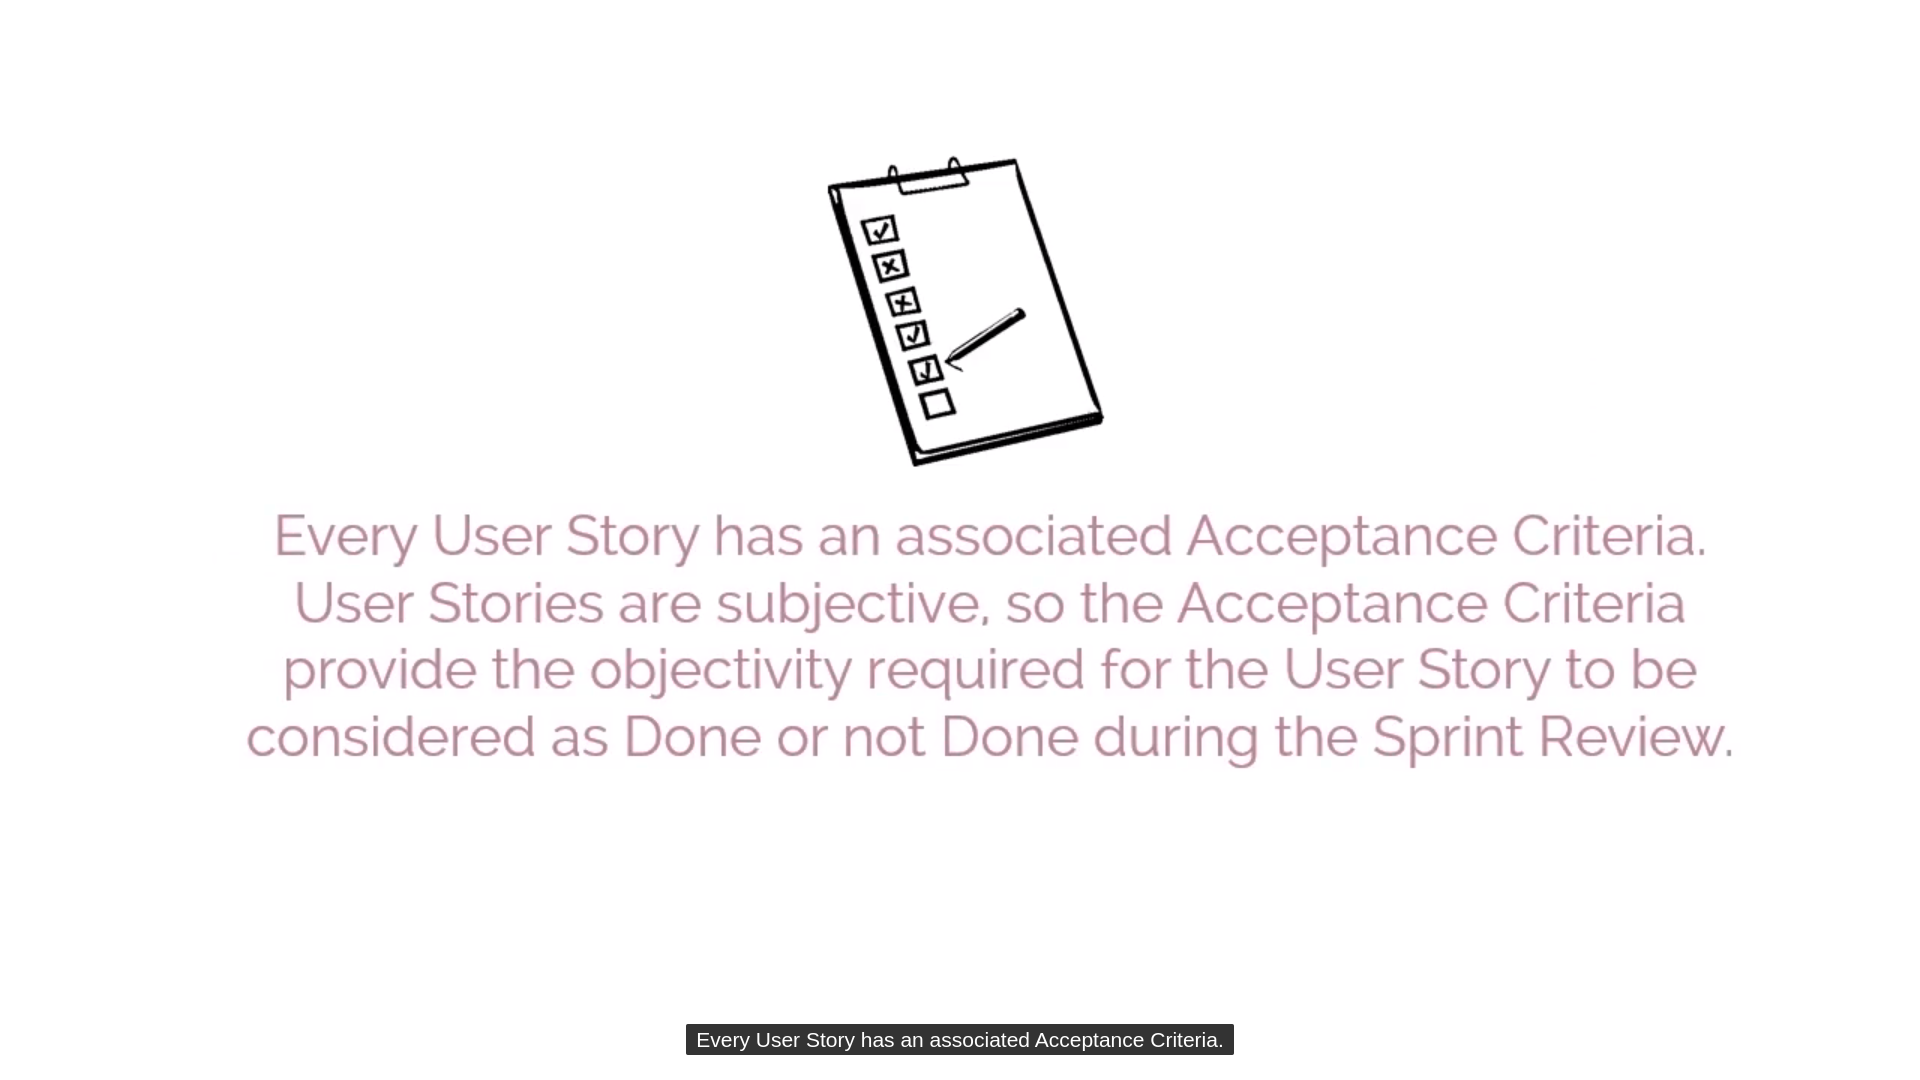 Every User Story has an associated Acceptance Criteria.
User Stories are subjective, so the Acceptance Criteria
provide the objectivity required for the User Story to be
considered as Done or not Done during the Sprint Review.
Every User Story has an associated Acceptance Criteria.